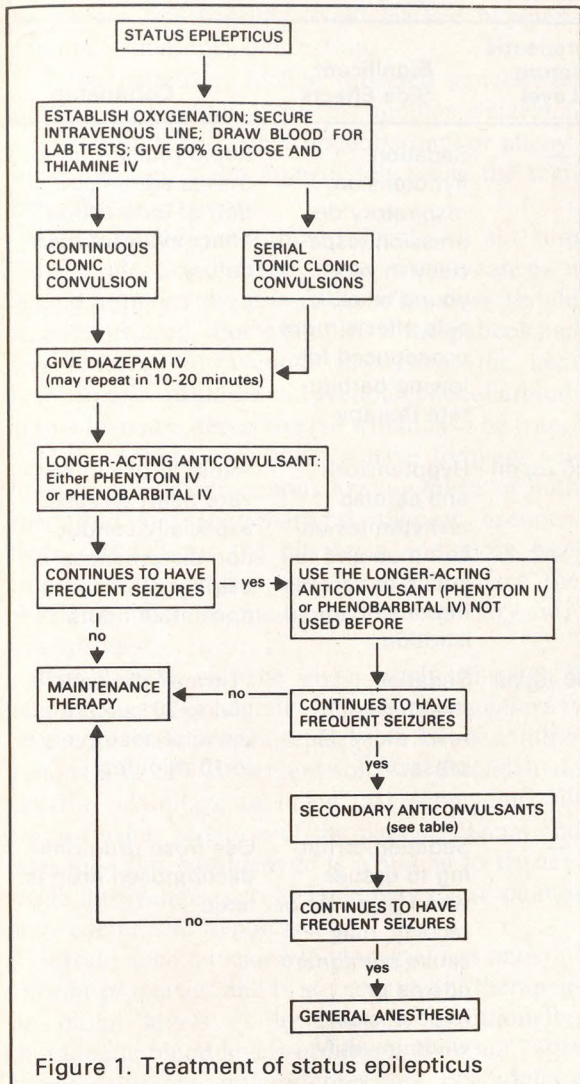 STATUS EPILEPTICUS
ESTABLISH OXYGENATION; SECURE
INTRAVENOUS LINE; DRAW BLOOD FOR
LAB TESTS; GIVE 50% GLUCOSE AND
THIAMINE IV
CONTINUOUS
CLONIC
CONVULSION
SERIAL
TONIC CLONIC
CONVULSIONS
GIVE DIAZEPAM IV
(may repeat in 10-20 minutes)
LONGER-ACTING ANTICONVULSANT:
Either PHENYTOIN IV
or PHENOBARBITAL IV
CONTINUES TO HAVE
FREQUENT SEIZURES
yes
USE THE LONGER-ACTING
ANTICONVULSANT (PHENYTOIN IV
or PHENOBARBITAL IV) NOT
USED BEFORE
no
MAINTENANCE
THERAPY
no
CONTINUES TO HAVE
FREQUENT SEIZURES
yes
SECONDARY ANTICONVULSANTS
(see table)
no
CONTINUES TO HAVE
FREQUENT SEIZURES
yes
GENERAL ANESTHESIA
Figure 1. Treatment of status epilepticus